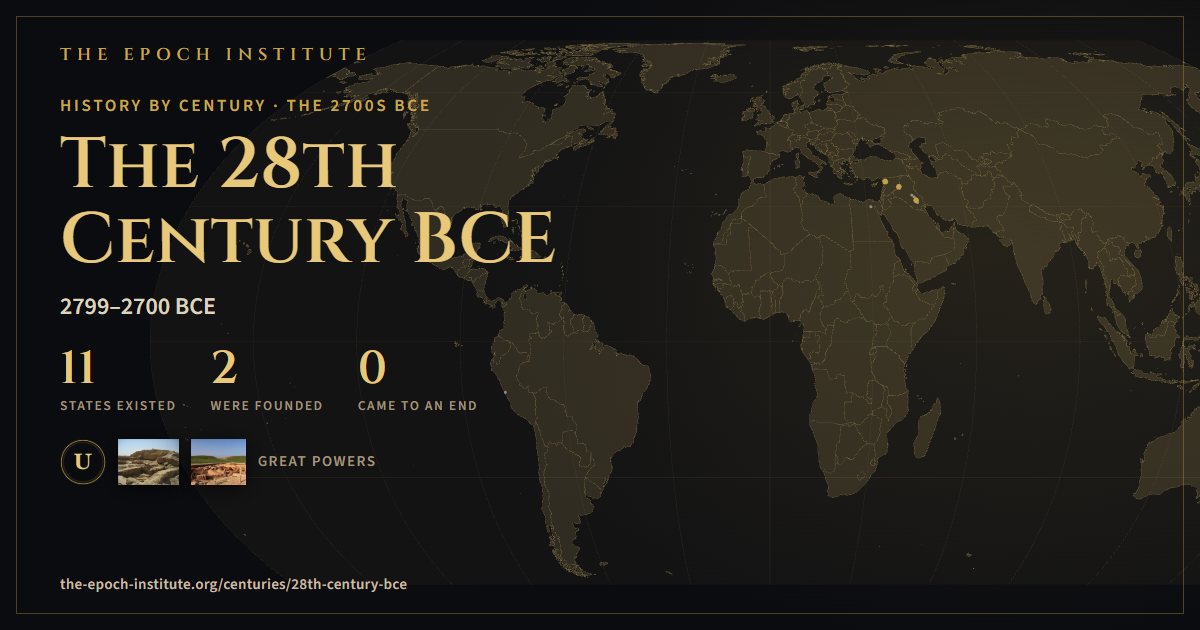 THE EPOCH INSTITUTE
HISTORY BY CENTURY · THE 2700S BCE
The 28th
Century BCE
2799–2700 BCE
11 2 0
STATES EXISTED WERE FOUNDED CAME TO AN END
U GREAT POWERS
the-epoch-institute.org/centuries/28th-century-bce